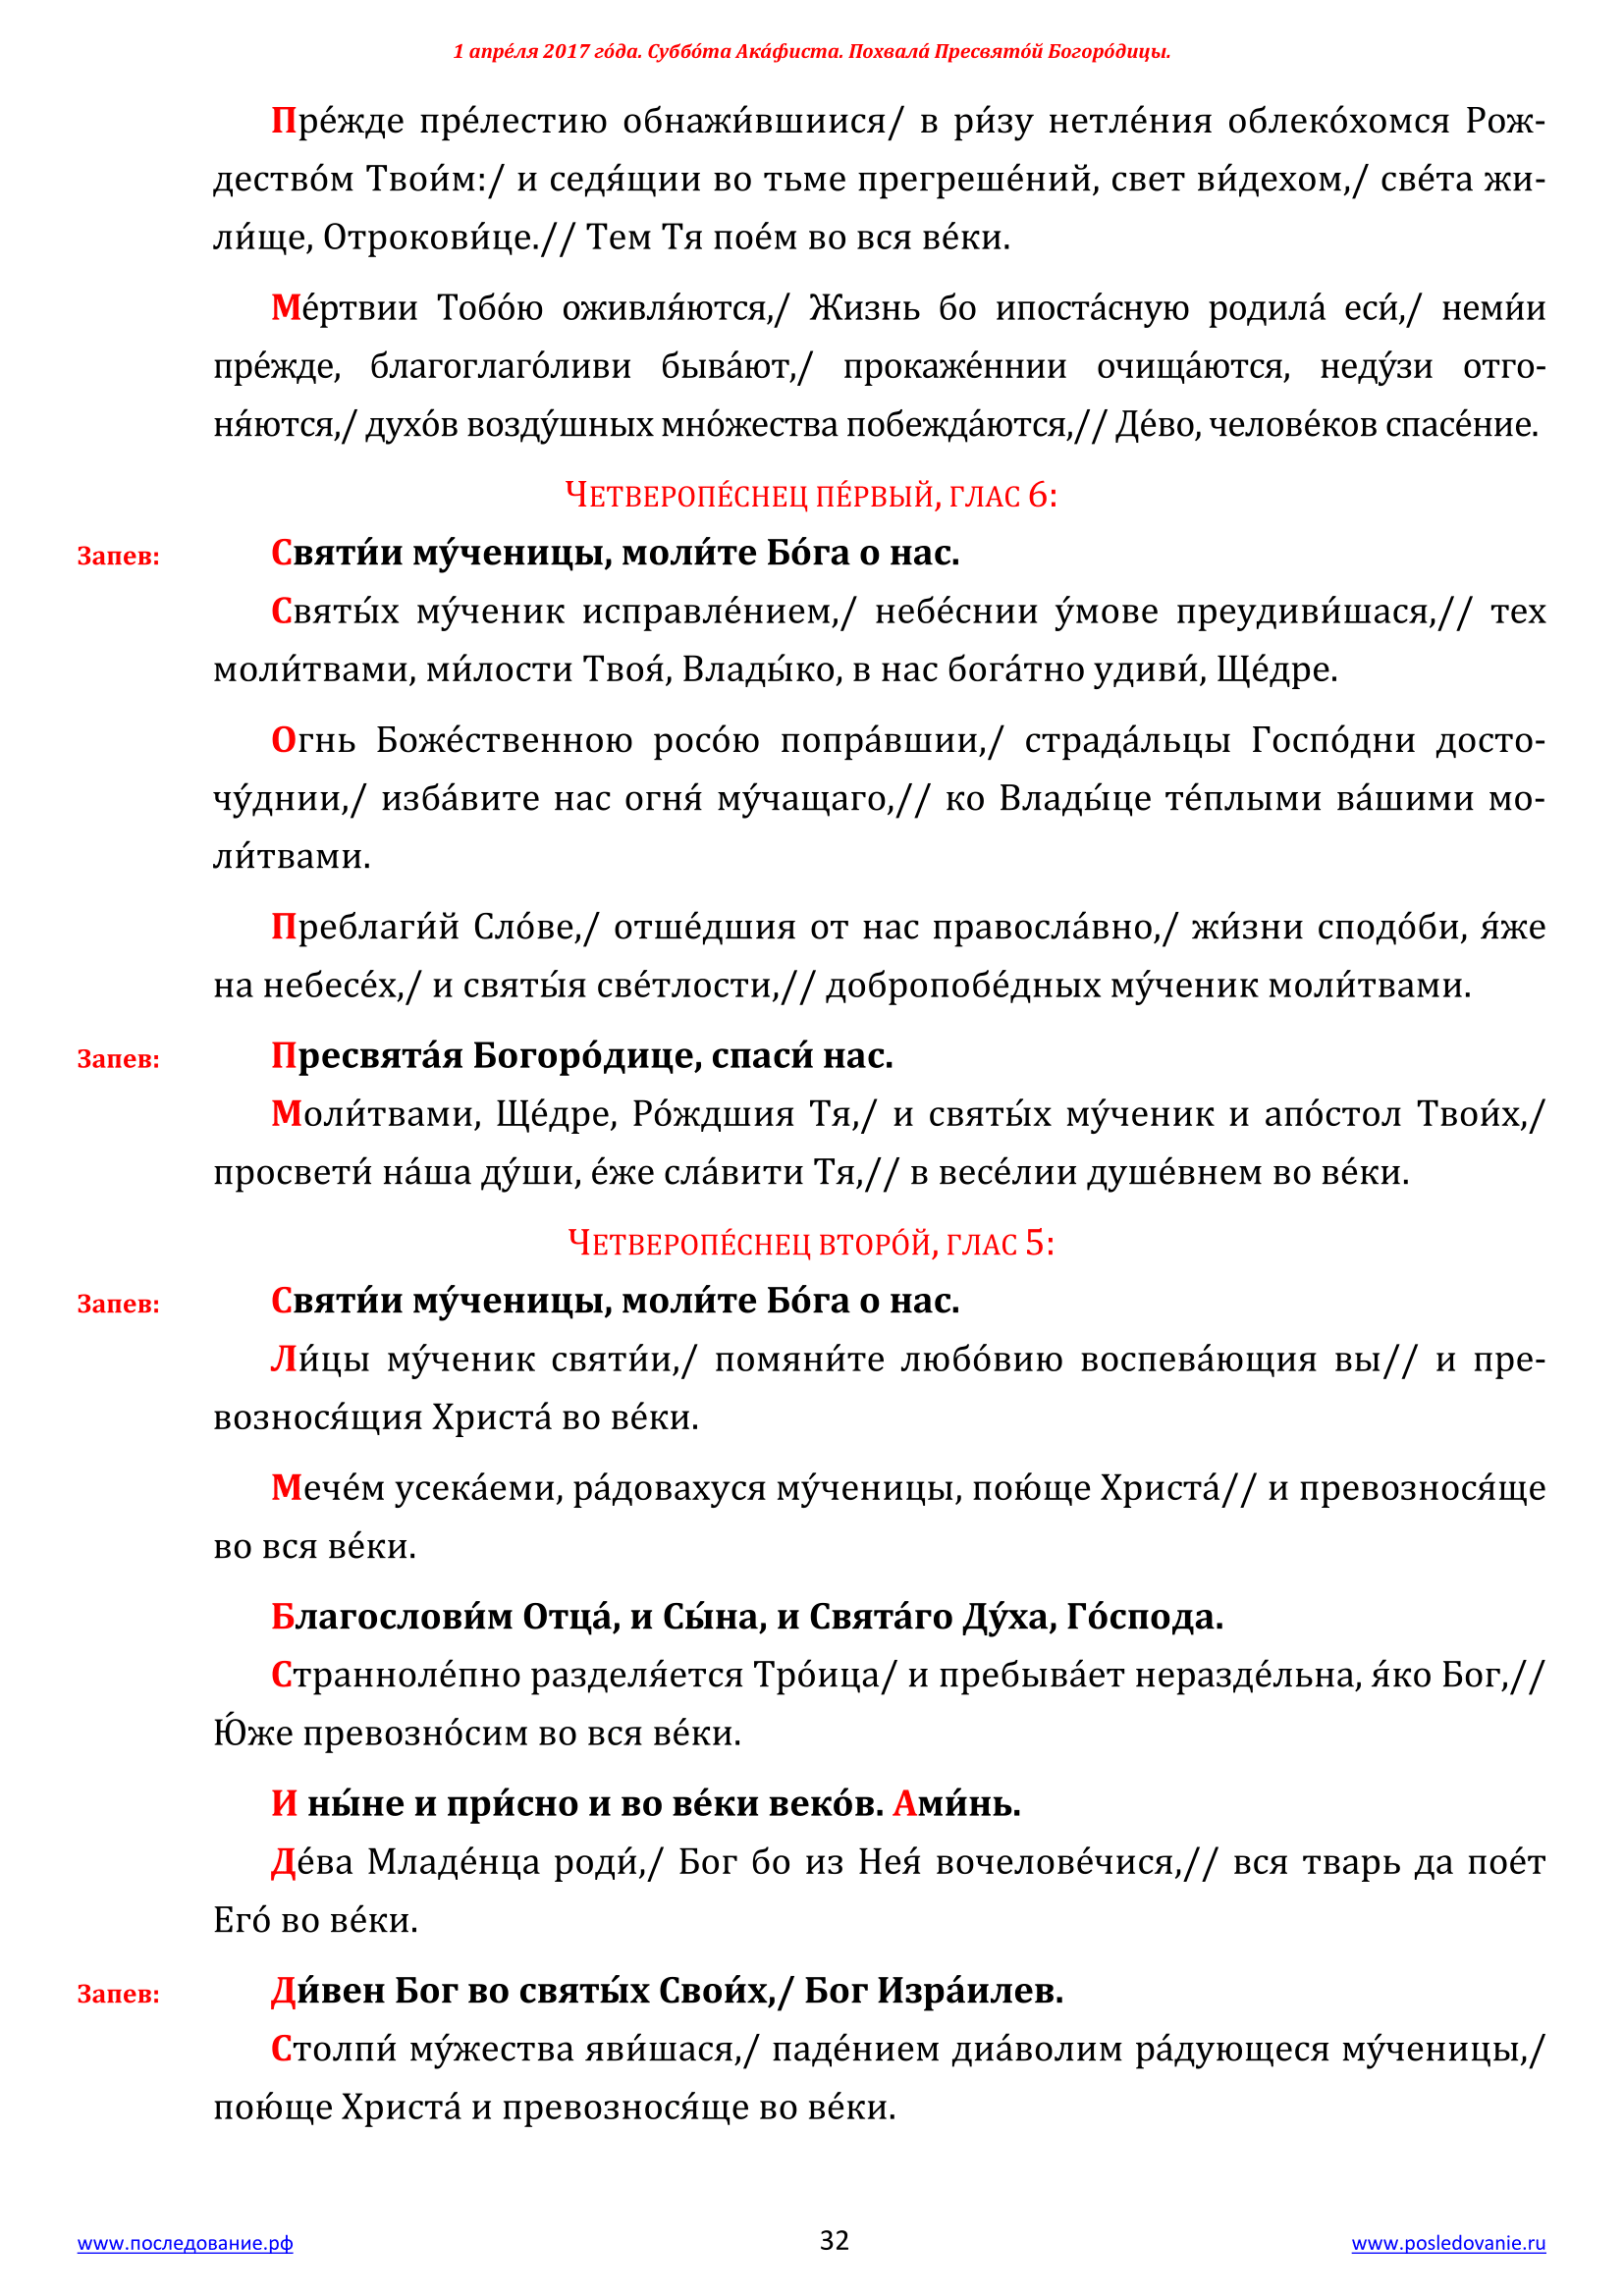 1 апре́ля 2017 го́да. Суббо́та Ака́фиста. Похвала́ Пресвято́й Богоро́дицы.
Пре́жде пре́лестию обнажи́вшиися/ в ри́зу нетле́ния облеко́хомся Рож-
дество́м Твои́м:/ и седя́щии во тьме прегреше́ний, свет ви́дехом,/ све́та жи-
ли́ще, Отрокови́це.// Тем Тя пое́м во вся ве́ки.
Ме́ртвии Тобо́ю оживля́ются,/ Жизнь бо ипоста́сную родила́ еси́,/ неми́и
пре́жде, благоглаго́ливи быва́ют,/ прокаже́ннии очища́ются, неду́зи отго-
ня́ются,/ духо́в возду́шных мно́жества побежда́ются,// Де́во, челове́ков спасе́ние.
Четверопе́снец пе́рвый, глас 6:
Запев: Святи́и му́ченицы, моли́те Бо́га о нас.
Святы́х му́ченик исправле́нием,/ небе́снии у́мове преудиви́шася,// тех
моли́твами, ми́лости Твоя́, Влады́ко, в нас бога́тно удиви́, Ще́дре.
Огнь Боже́ственною росо́ю попра́вшии,/ страда́льцы Госпо́дни досто-
чу́днии,/ изба́вите нас огня́ му́чащаго,// ко Влады́це те́плыми ва́шими мо-
ли́твами.
Преблаги́й Сло́ве,/ отше́дшия от нас правосла́вно,/ жи́зни сподо́би, я́же
на небесе́х,/ и святы́я све́тлости,// добропобе́дных му́ченик моли́твами.
Запев: Пресвята́я Богоро́дице, спаси́ нас.
Моли́твами, Ще́дре, Ро́ждшия Тя,/ и святы́х му́ченик и апо́стол Твои́х,/
просвети́ на́ша ду́ши, е́же сла́вити Тя,// в весе́лии душе́внем во ве́ки.
Четверопе́снец второ́й, глас 5:
Запев: Святи́и му́ченицы, моли́те Бо́га о нас.
Ли́цы му́ченик святи́и,/ помяни́те любо́вию воспева́ющия вы// и пре-
вознося́щия Христа́ во ве́ки.
Мече́м усека́еми, ра́довахуся му́ченицы, пою́ще Христа́// и превознося́ще
во вся ве́ки.
Благослови́м Отца́, и Сы́на, и Свята́го Ду́ха, Го́спода.
Странноле́пно разделя́ется Тро́ица/ и пребыва́ет неразде́льна, я́ко Бог,//
Ю́же превозно́сим во вся ве́ки.
И ны́не и при́сно и во ве́ки веко́в. Ами́нь.
Де́ва Младе́нца роди́,/ Бог бо из Нея́ вочелове́чися,// вся тварь да пое́т
Его́ во ве́ки.
Запев: Ди́вен Бог во святы́х Свои́х,/ Бог Изра́илев.
Столпи́ му́жества яви́шася,/ паде́нием диа́волим ра́дующеся му́ченицы,/
пою́ще Христа́ и превознося́ще во ве́ки.
www.последование.рф 32 www.posledovanie.ru